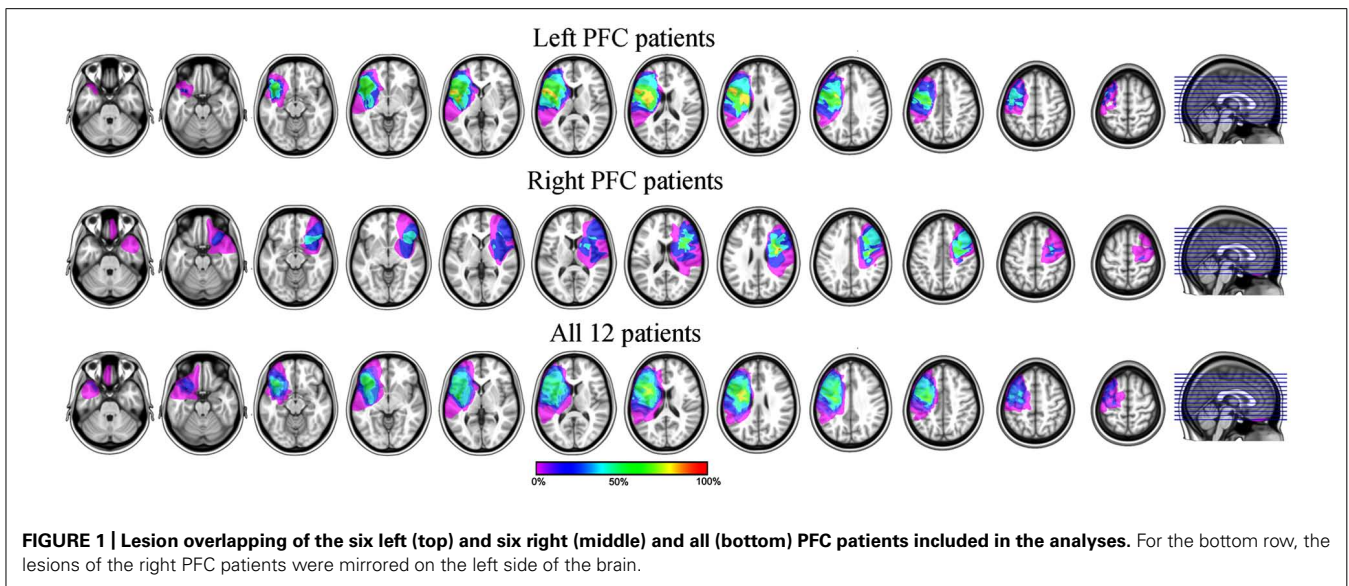 Left PFC patients
Right PFC patients
All 12 patients
0% 50% 100%
FIGURE 1 | Lesion overlapping of the six left (top) and six right (middle) and all (bottom) PFC patients included in the analyses. For the bottom row, the
lesions of the right PFC patients were mirrored on the left side of the brain.